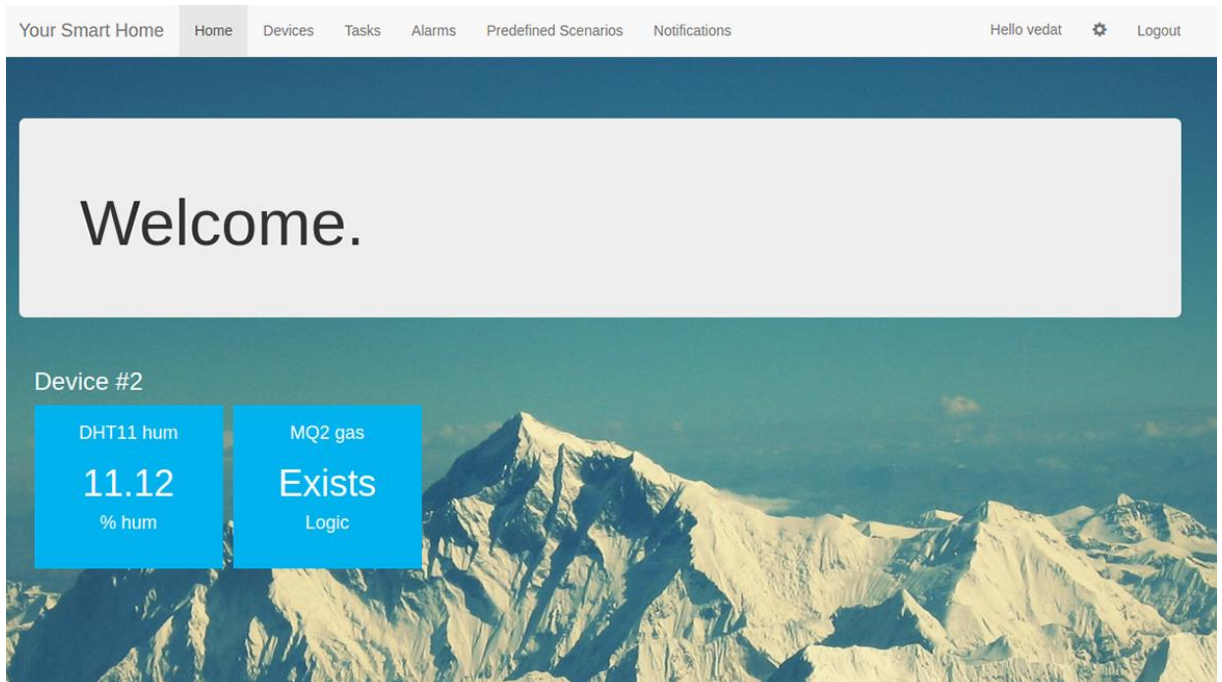 Your Smart Home Home Devices Tasks Alarms Predefined Scenarios Notifications Hello vedat Logout
Welcome.
Device #2
DHT11 hum
11.12
% hum
MQ2 gas
Exists
Logic